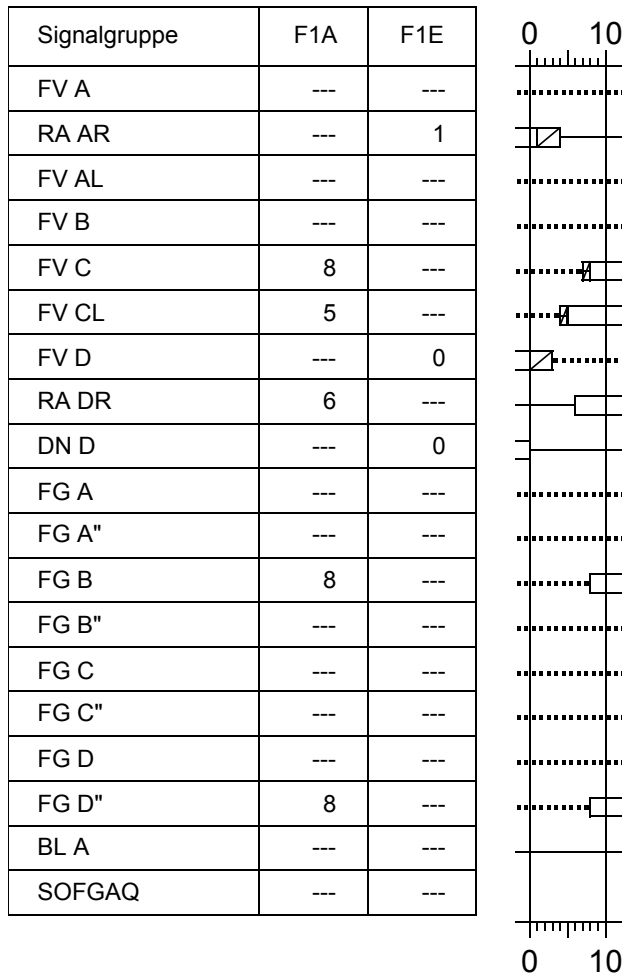 Signalgruppe F1A F1E 0 10
FV A --- ---
RA AR --- 1
FV AL --- ---
FV B --- ---
FV C 8 ---
FV CL 5 ---
FV D --- 0
RA DR 6 ---
DN D --- 0
FG A --- ---
FG A" --- ---
FG B 8 ---
FG B" --- ---
FG C --- ---
FG C" --- ---
FG D --- ---
FG D" 8 ---
BL A --- ---
SOFGAQ --- ---
0 10